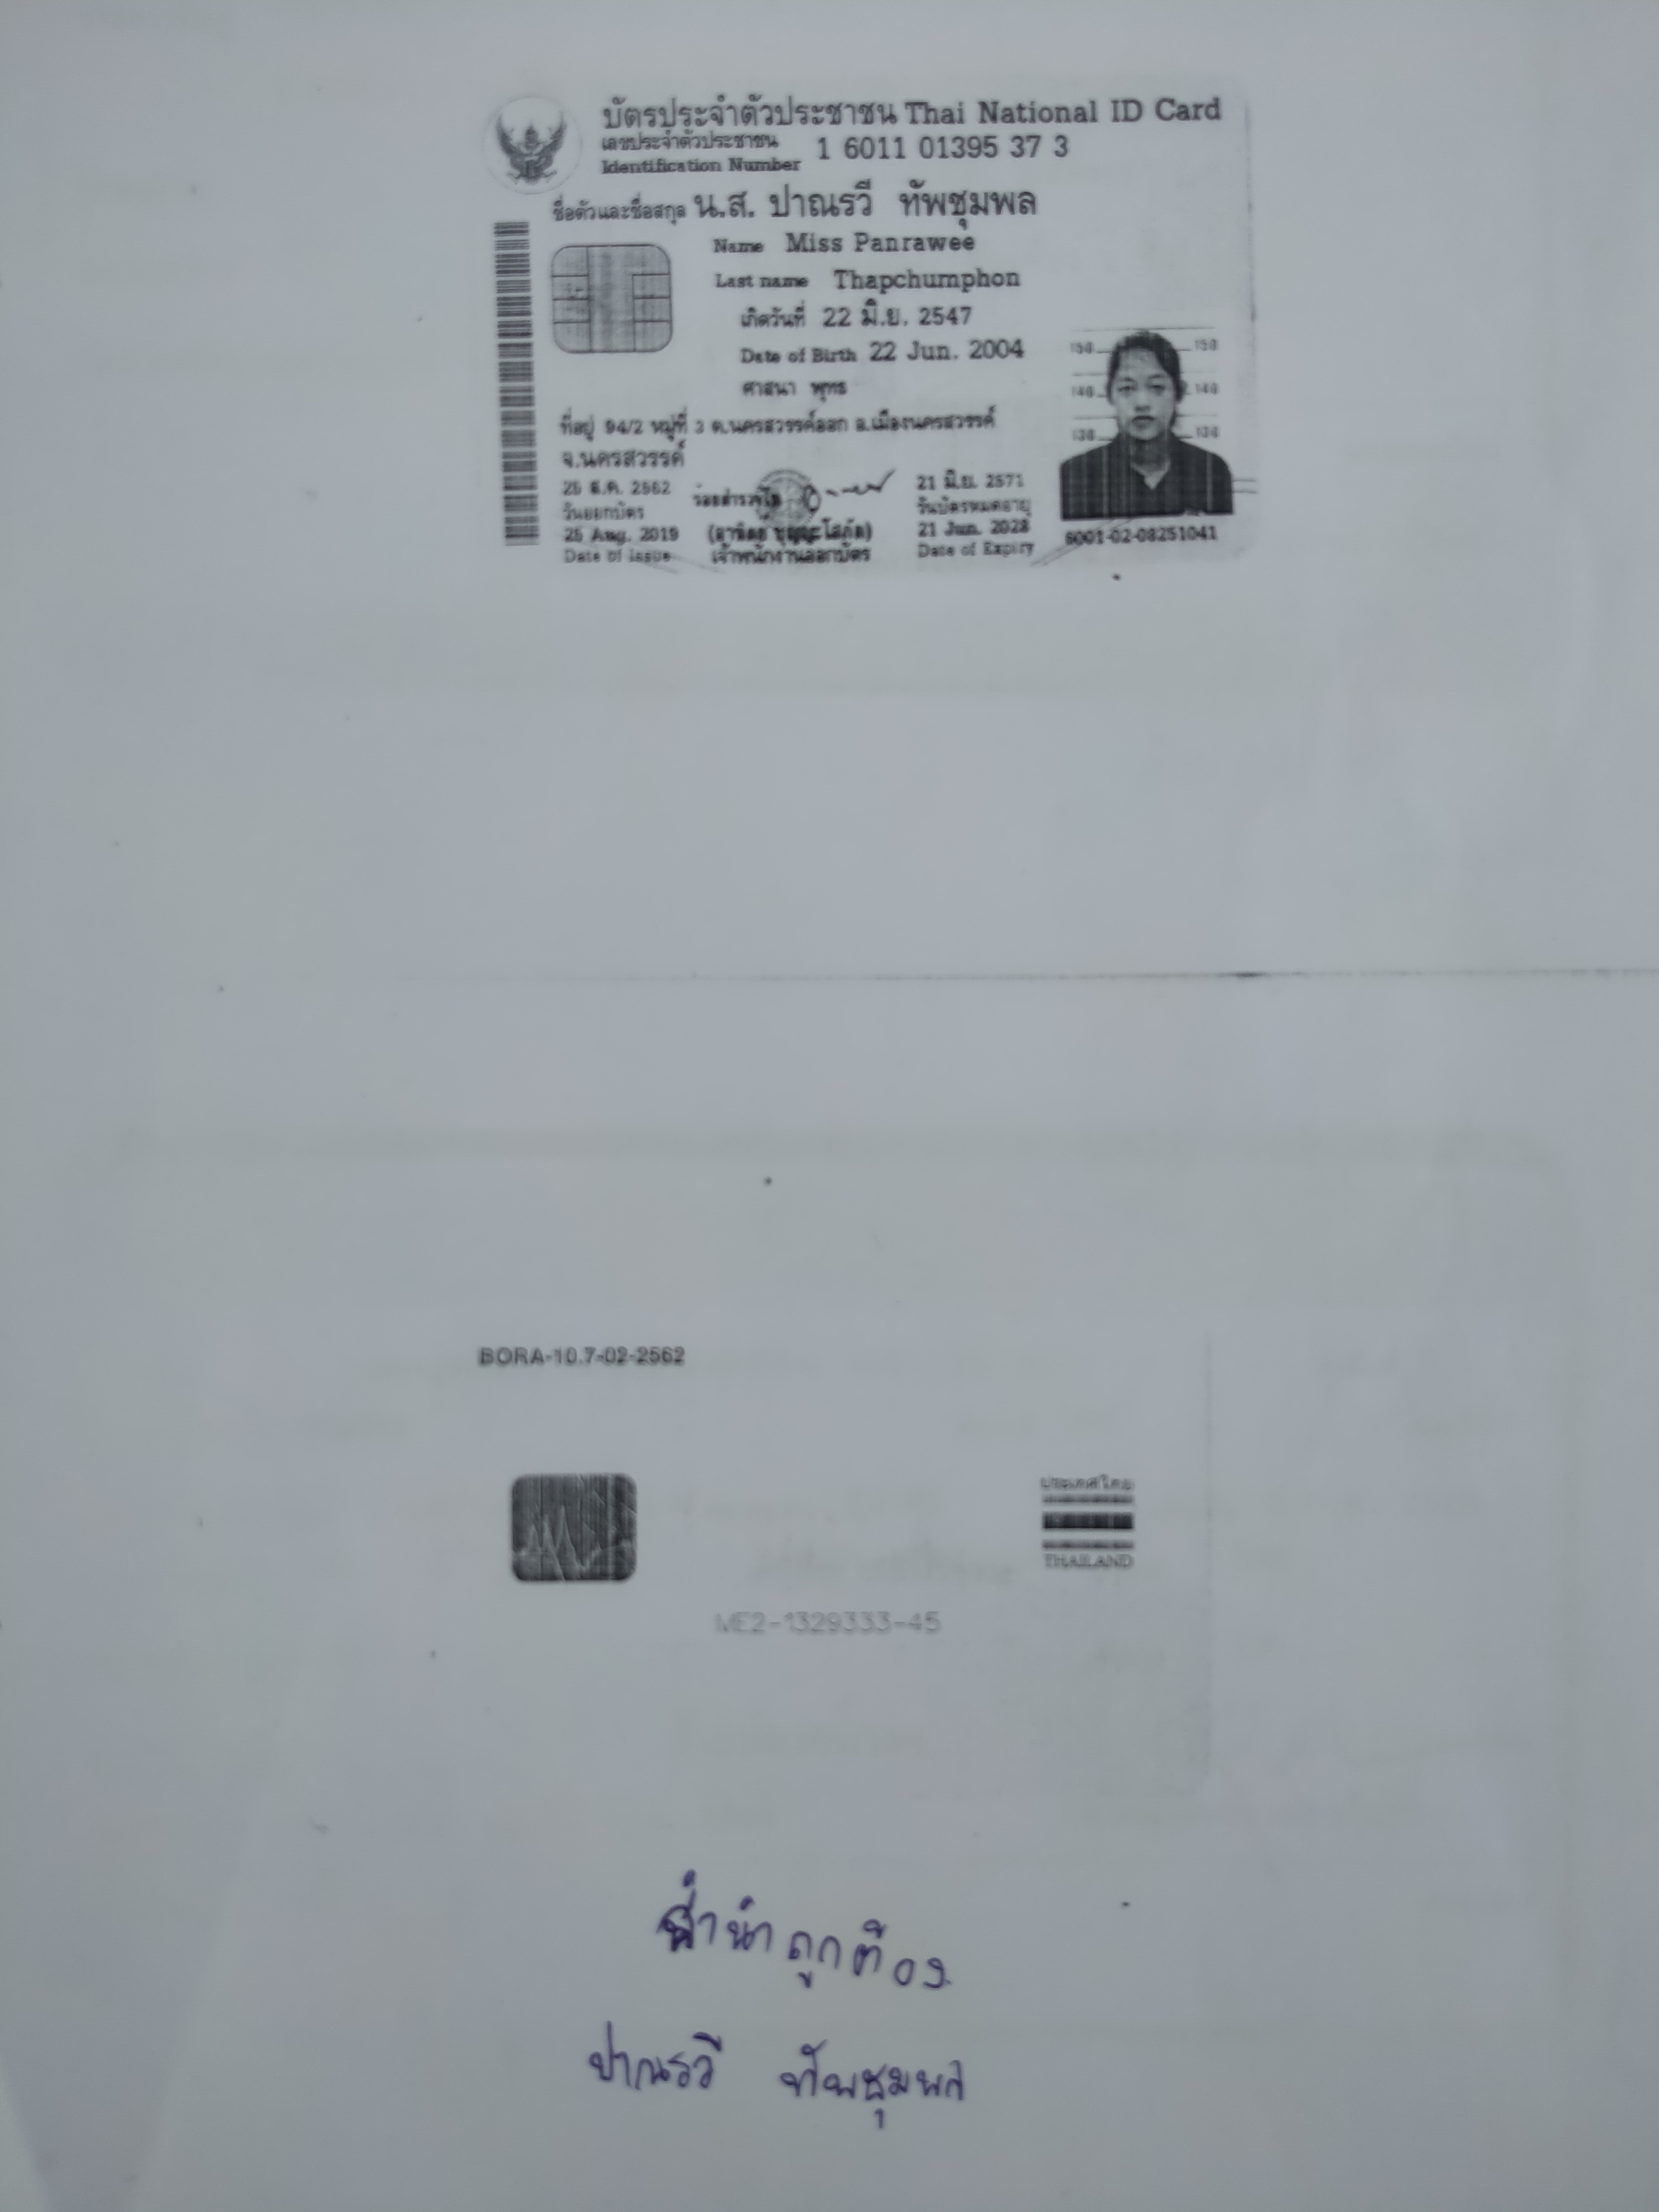 บัตรประจำตัวประชาชน Thai National ID Card
เลขประจำตัวประชาชน
Identification Number
1 6011 01395 37 3
ชื่อตัวและชื่อสกุล น.ส. ปาณรวี ทัพชุมพล
Name Miss Panrawee
Last name Thapchumphon
เกิดวันที่ 22 มิ.ย. 2547
Date of Birth 22 Jun. 2004
ศาสนา พุทธ
150 150
140 140
130 130
ที่อยู่ 94/2 หมู่ที่ 3 ต.นครสวรรค์ออก อ.เมืองนครสวรรค์
จ.นครสวรรค์
25 ส.ค. 2562
วันออกบัตร
25 Aug. 2019
Date of Issue
ร้อยตำรวจโท
เจ้าพนักงานออกบัตร
21 มิ.ย. 2571
วันบัตรหมดอายุ
21 Jun. 2028
Date of Expiry
6001-02-08251041
BORA-10.7-02-2562
ประเทศไทย
THAILAND
ME2-1329333-45
สำนำถูกต้อง
ปาณรวี ทัพชุมพล